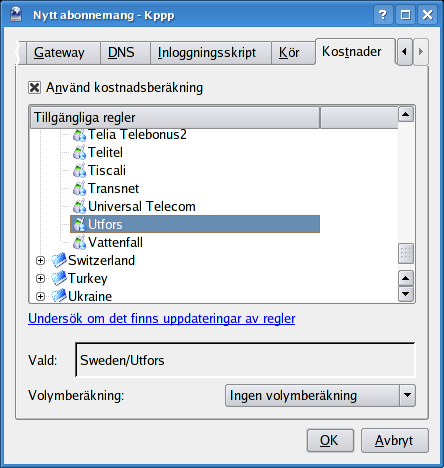 Nytt abonnemang - Kppp
Gateway DNS Inloggningsskript Kör Kostnader
Använd kostnadsberäkning
Tillgängliga regler
Telia Telebonus2
Telitel
Tiscali
Transnet
Universal Telecom
Utfors
Vattenfall
Switzerland
Turkey
Ukraine
Undersök om det finns uppdateringar av regler
Vald: Sweden/Utfors
Volymberäkning: Ingen volymberäkning
OK Avbryt